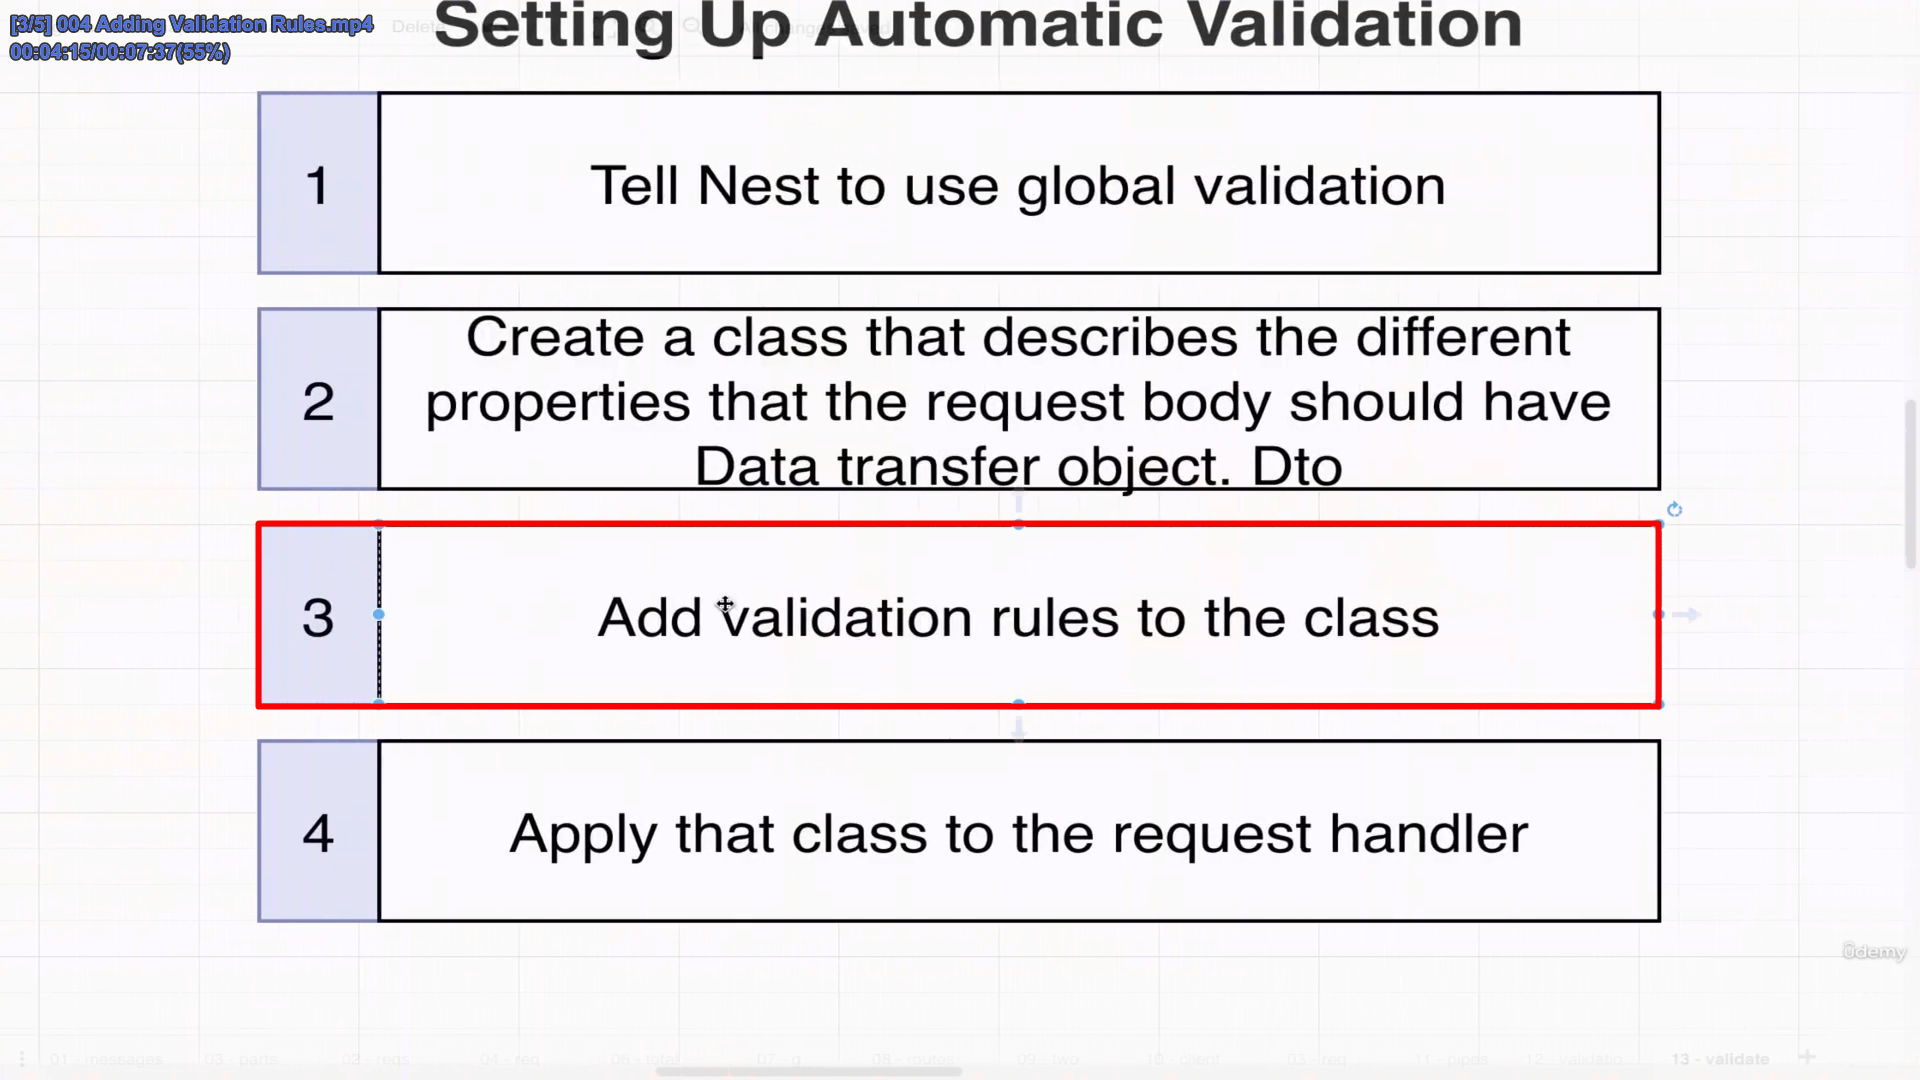 [3/5] 004 Adding Validation Rules.mp4
00:04:15/00:07:37(55%)
Delete
Setting Up Automatic Validation
1
Tell Nest to use global validation
2
Create a class that describes the different
properties that the request body should have
Data transfer object. Dto
3
Add validation rules to the class
4
Apply that class to the request handler
ûdemy
01 - messages
03 - parts
02 - reqs
04 - req
06 - total
07 - g
08 - routes
09 - two
10 - client
03 - req
11 - pipes
12 - validatio
13 - validate